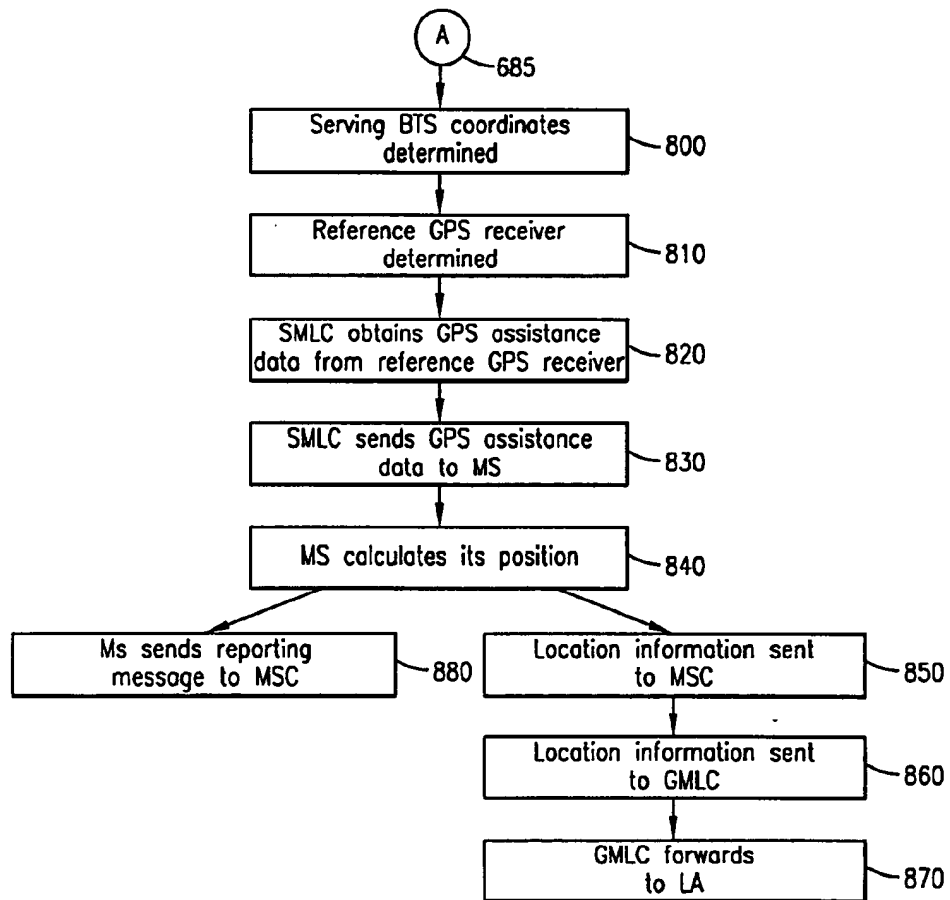 A
685
Serving BTS coordinates
determined
800
Reference GPS receiver
determined
810
SMLC obtains GPS assistance
data from reference GPS receiver
820
SMLC sends GPS assistance
data to MS
830
MS calculates its position
840
Ms sends reporting
message to MSC
880
Location information sent
to MSC
850
Location information sent
to GMLC
860
GMLC forwards
to LA
870